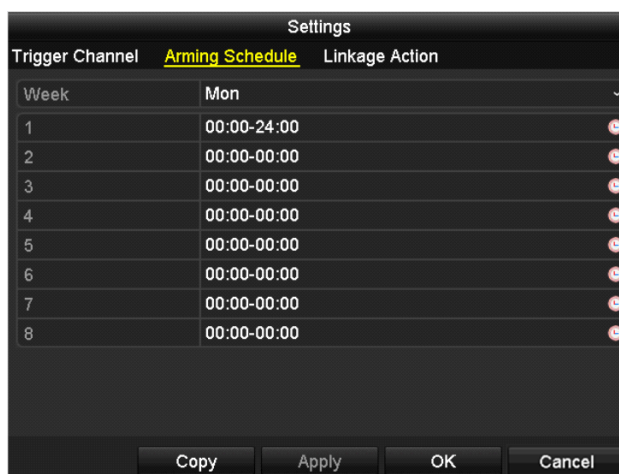 Settings
Trigger Channel Arming Schedule Linkage Action
Week Mon
1 00:00-24:00
2 00:00-00:00
3 00:00-00:00
4 00:00-00:00
5 00:00-00:00
6 00:00-00:00
7 00:00-00:00
8 00:00-00:00
Copy Apply OK Cancel